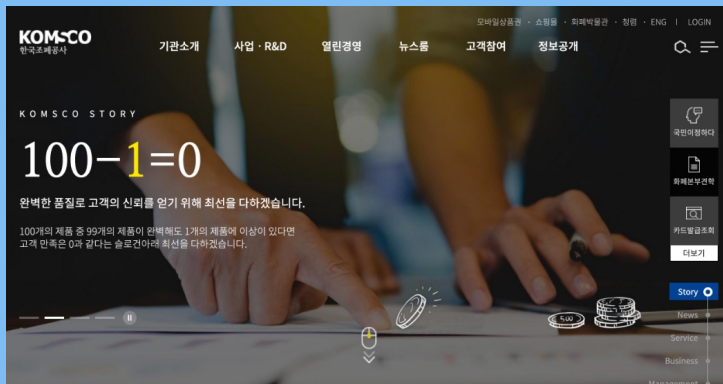 모바일상품권 · 쇼핑몰 · 화폐박물관 · 청렴 · ENG | LOGIN
KOMSCO
한국조폐공사
기관소개 사업 · R&D 열린경영 뉴스룸 고객참여 정보공개
KOMSCO STORY
100-1=0
완벽한 품질로 고객의 신뢰를 얻기 위해 최선을 다하겠습니다.
100개의 제품 중 99개의 제품이 완벽해도 1개의 제품에 이상이 있다면
고객 만족은 0과 같다는 슬로건아래 최선을 다하겠습니다.
국민이정하다
화폐본부견학
카드발급조회
더보기
Story
News
Service
Business
Management
500